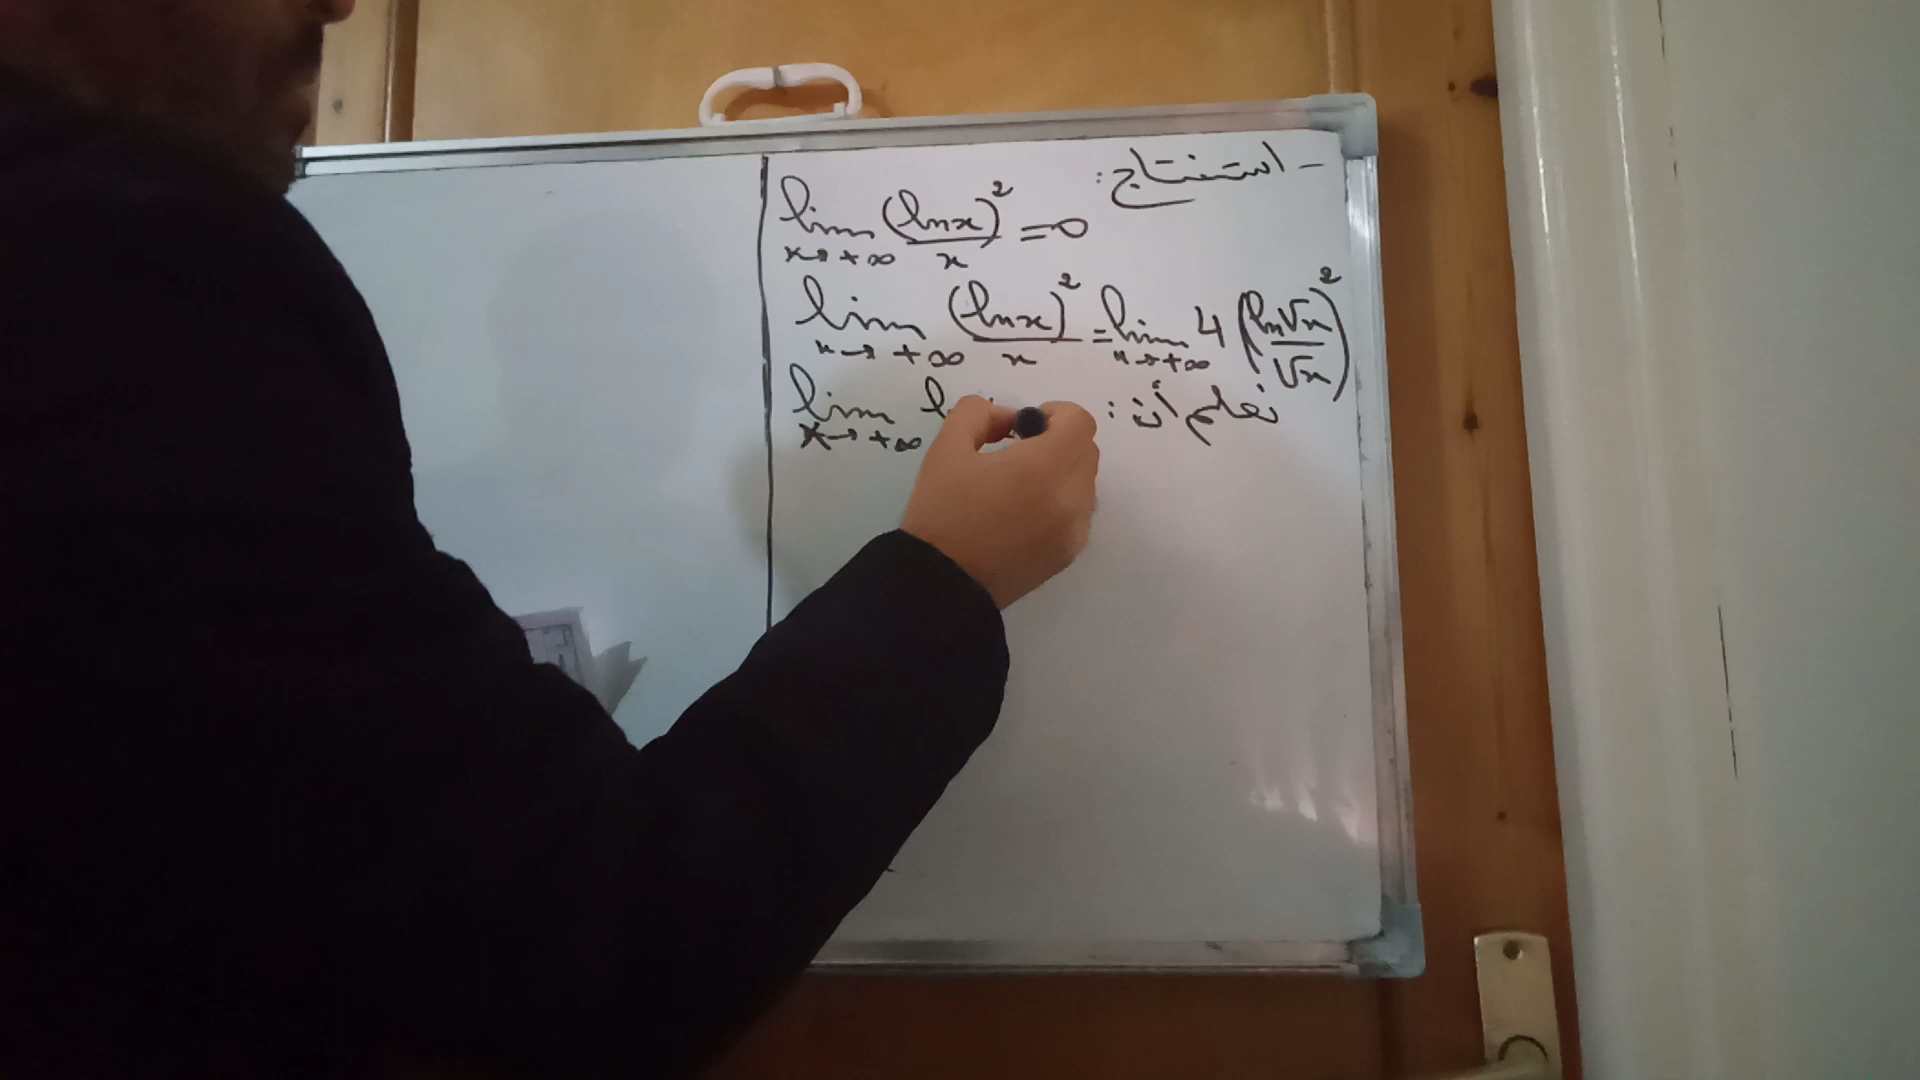 - استنتاج :
lim (lnx)² / x = 0
x→+∞
lim (lnx)² / x = lim 4 (ln√x / √x)²
x→+∞ x→+∞
نعلم أن :
lim
x→+∞